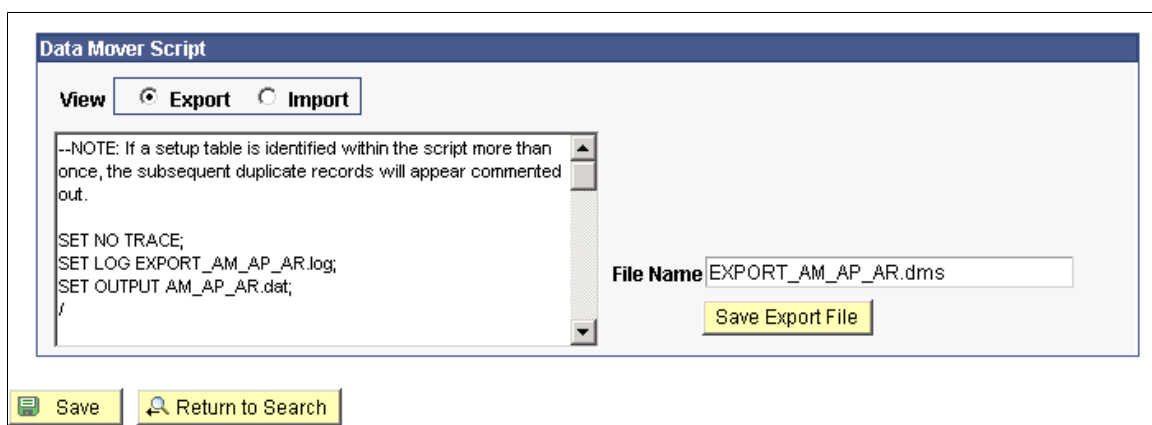 Data Mover Script
View Export Import
--NOTE: If a setup table is identified within the script more than
once, the subsequent duplicate records will appear commented
out.
SET NO TRACE;
SET LOG EXPORT_AM_AP_AR.log;
SET OUTPUT AM_AP_AR.dat;
/
File Name EXPORT_AM_AP_AR.dms
Save Export File
Save Return to Search